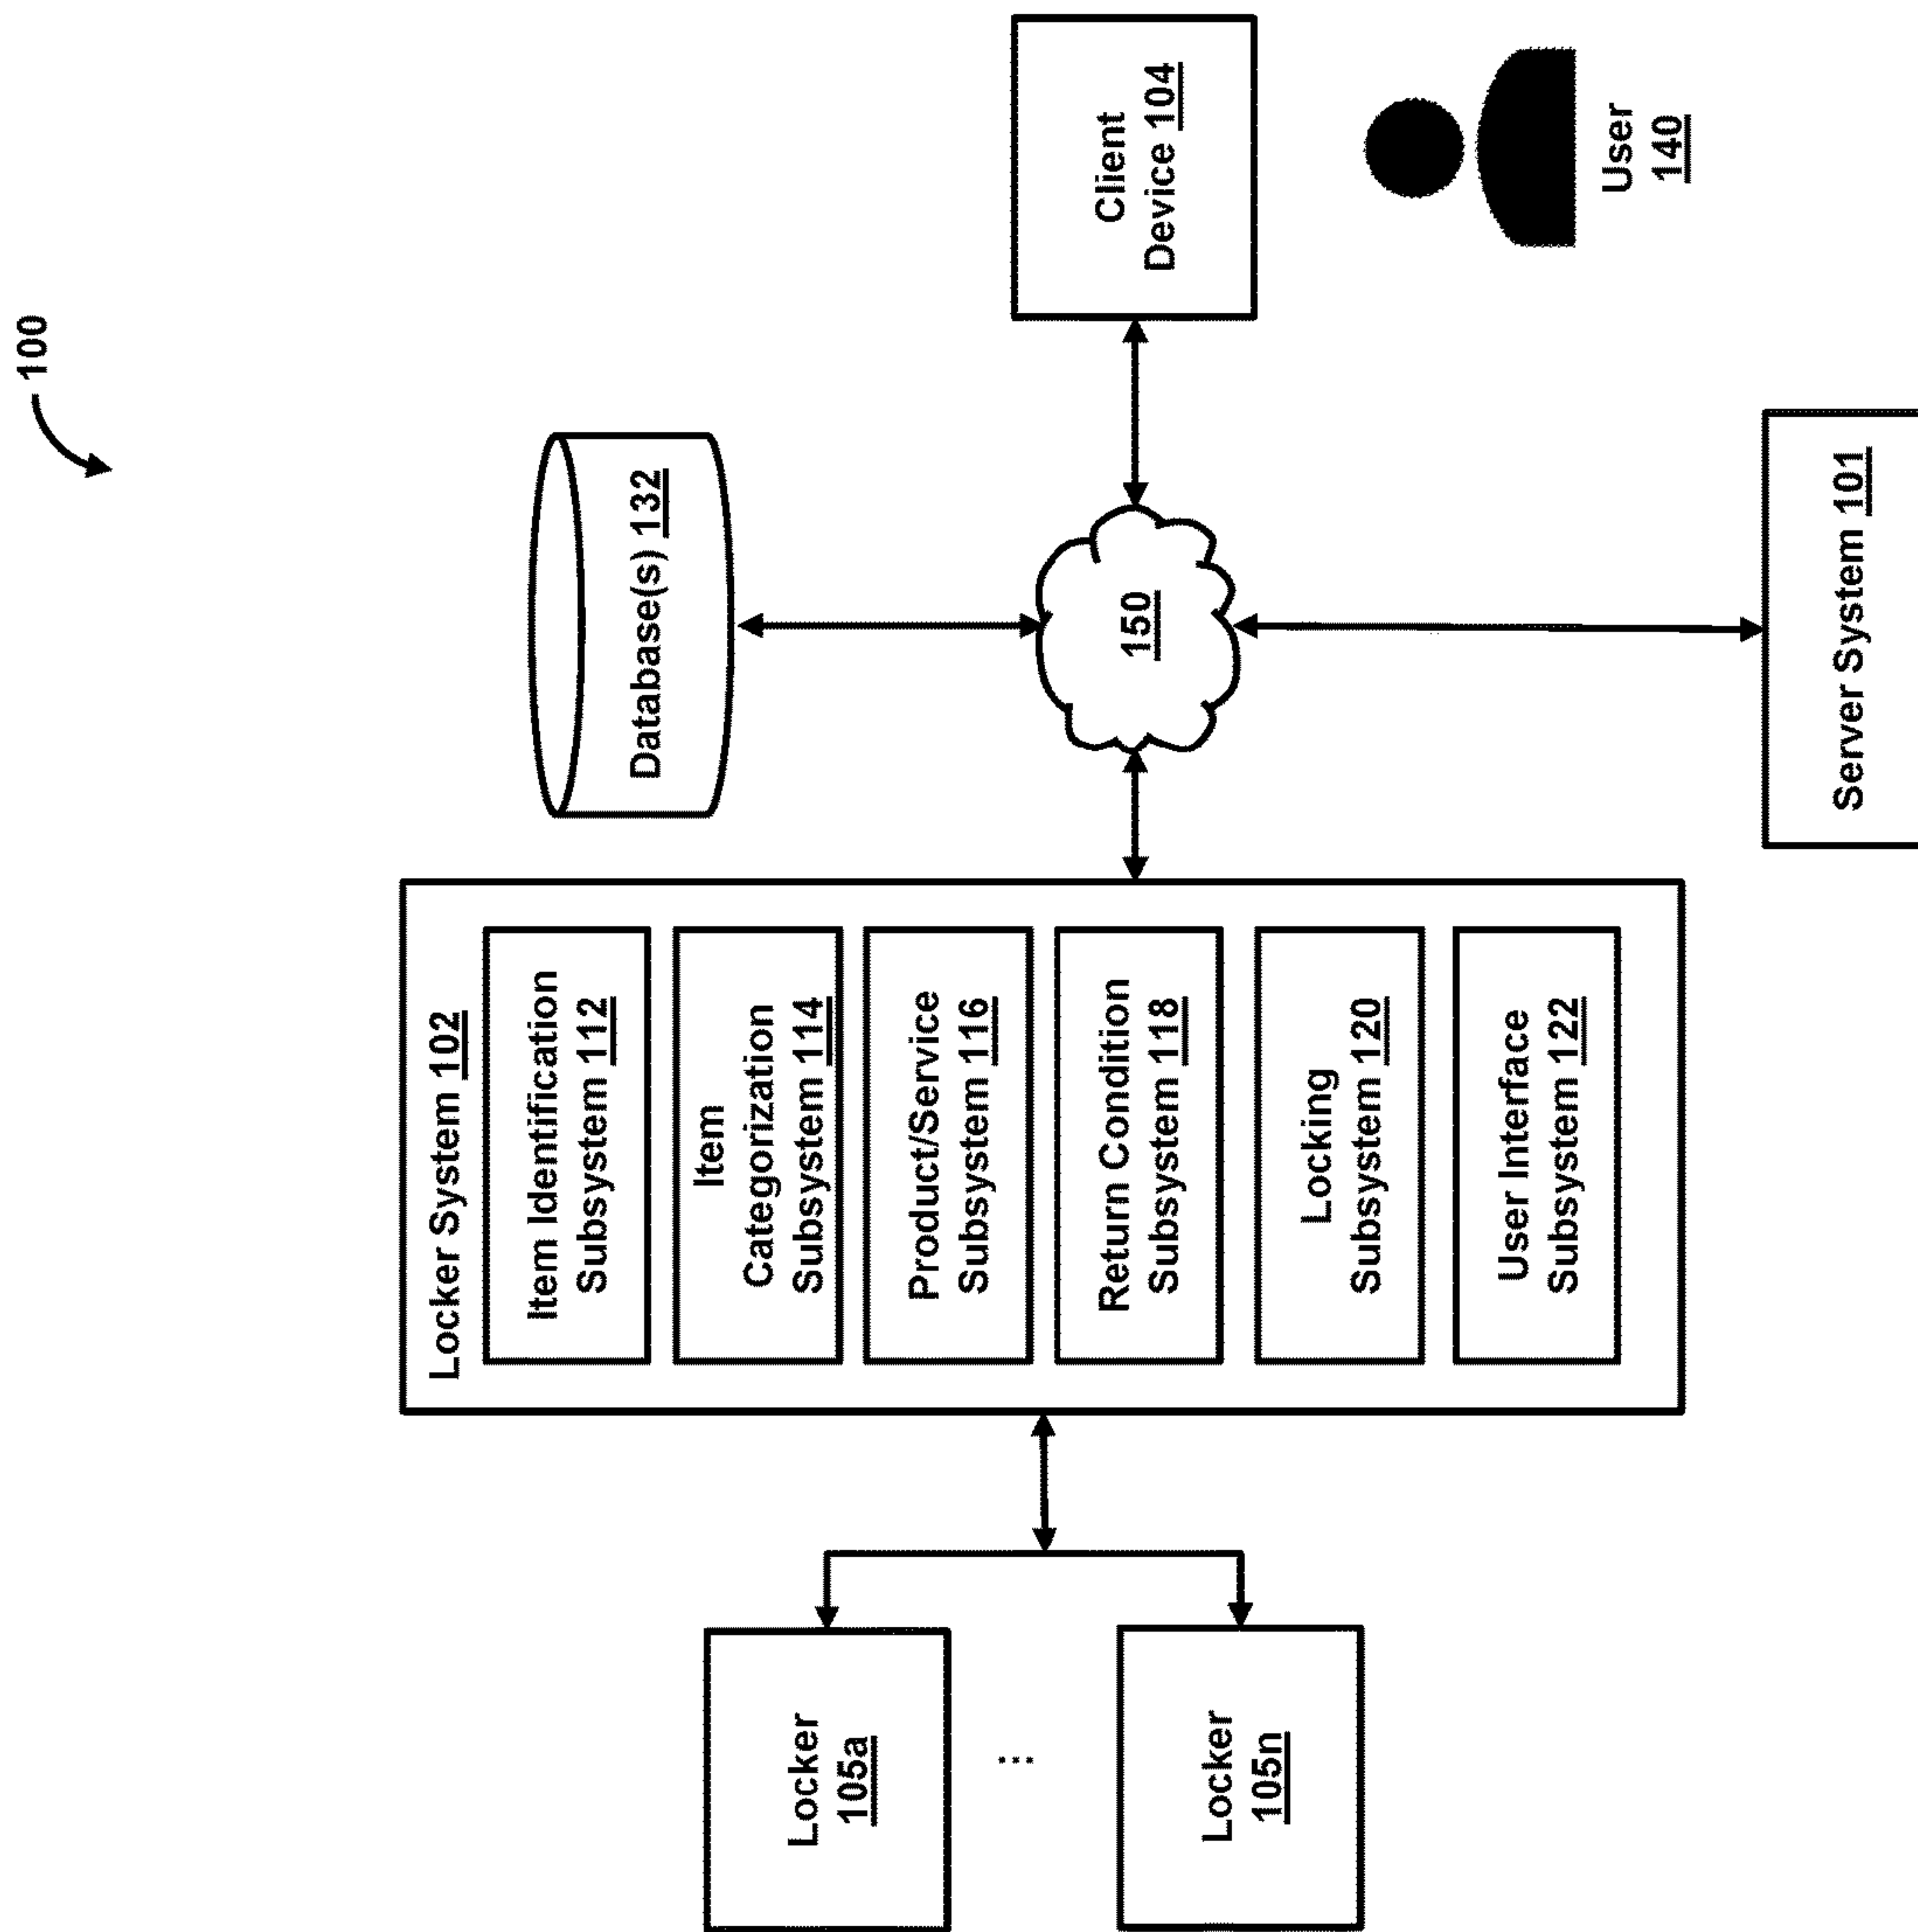 100
Locker
105a
...
Locker
105n
Locker System 102
Item Identification
Subsystem 112
Item
Categorization
Subsystem 114
Product/Service
Subsystem 116
Return Condition
Subsystem 118
Locking
Subsystem 120
User Interface
Subsystem 122
Database(s) 132
150
Server System 101
Client
Device 104
User
140